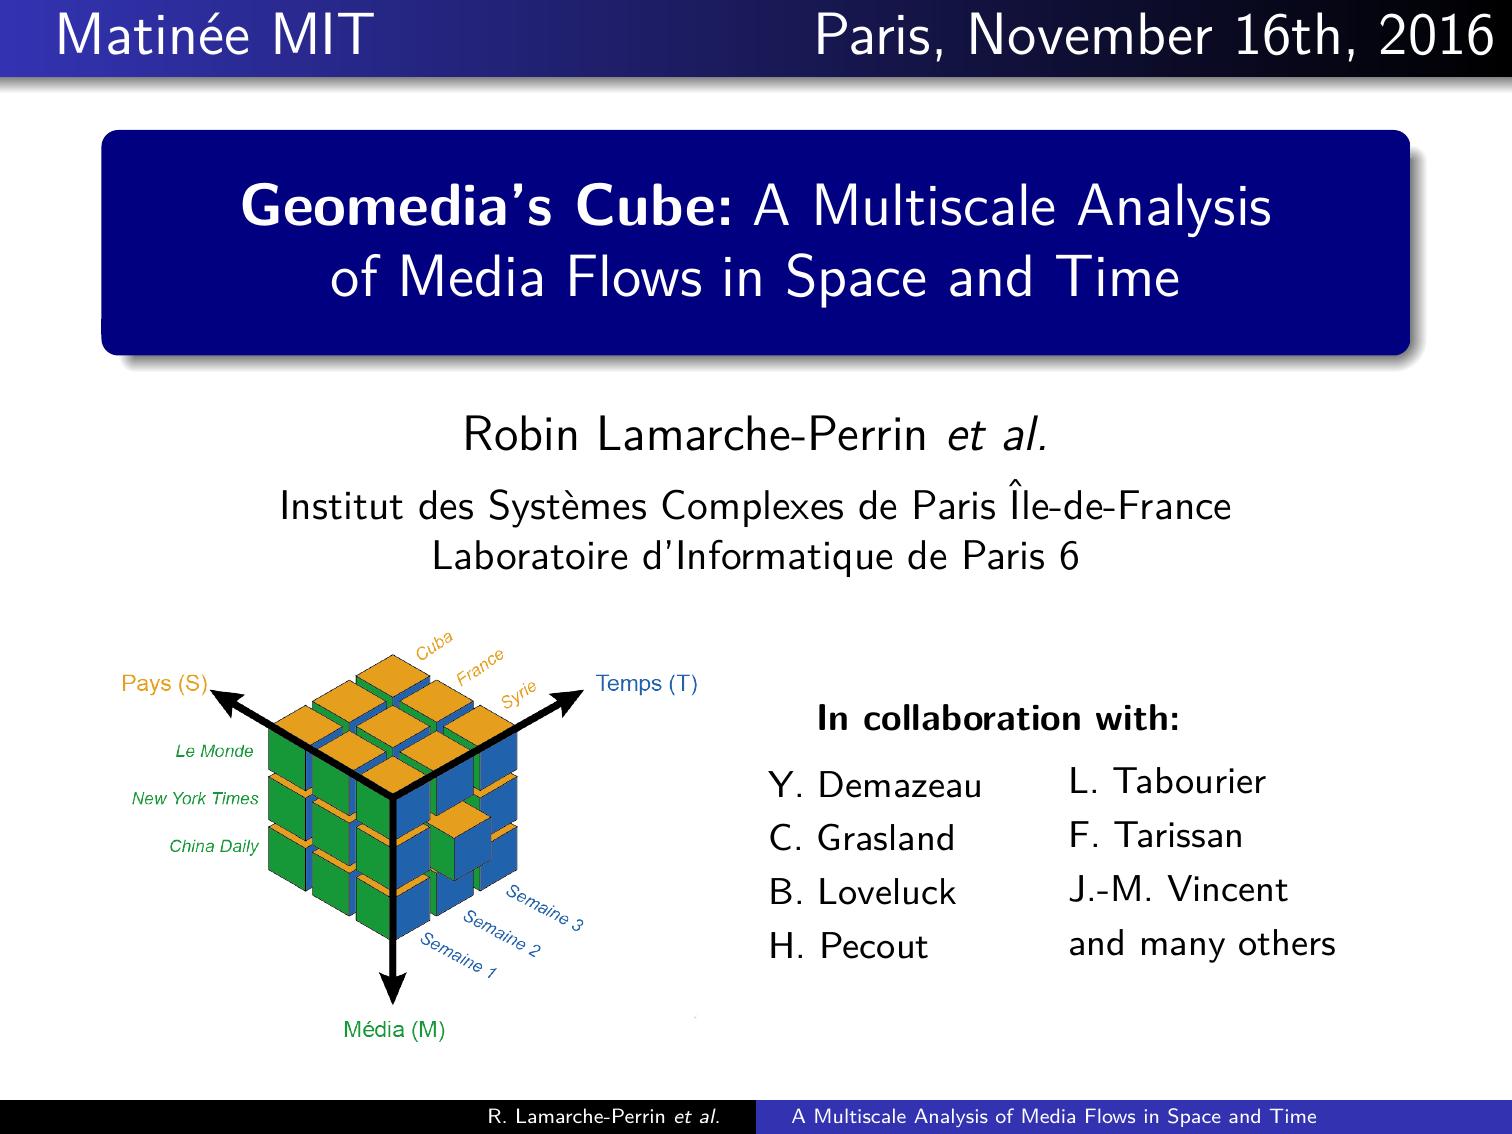 Matinée MIT
Paris, November 16th, 2016
Geomedia's Cube: A Multiscale Analysis
of Media Flows in Space and Time
Robin Lamarche-Perrin et al.
Institut des Systèmes Complexes de Paris Île-de-France
Laboratoire d'Informatique de Paris 6
Pays (S)
Cuba
France
Syrie
Temps (T)
Le Monde
New York Times
China Daily
Semaine 3
Semaine 2
Semaine 1
Média (M)
In collaboration with:
Y. Demazeau
C. Grasland
B. Loveluck
H. Pecout
L. Tabourier
F. Tarissan
J.-M. Vincent
and many others
R. Lamarche-Perrin et al.
A Multiscale Analysis of Media Flows in Space and Time